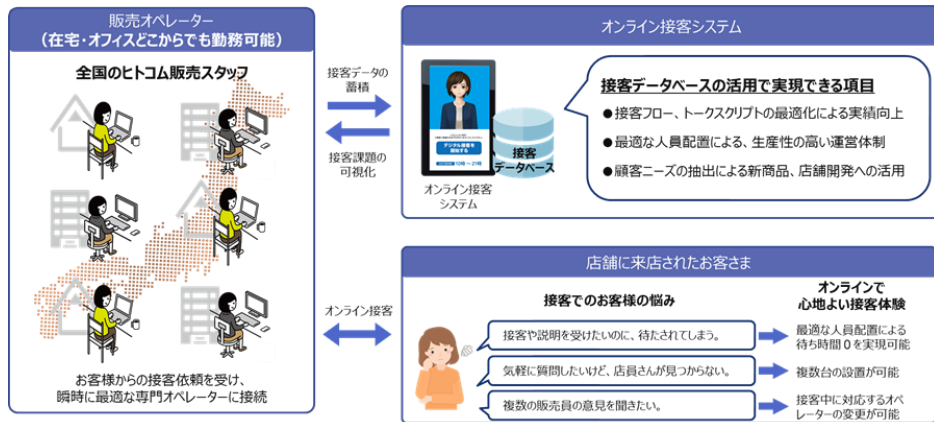 販売オペレーター
(在宅・オフィスどこからでも勤務可能)
全国のヒトコム販売スタッフ
お客様からの接客依頼を受け、
瞬時に最適な専門オペレーターに接続
接客データの
蓄積
接客課題の
可視化
オンライン接客
オンライン接客システム
デジタル接客を
開始する
10時~21時
オンライン接客
システム
接客
データベース
接客データベースの活用で実現できる項目
●接客フロー、トークスクリプトの最適化による実績向上
●最適な人員配置による、生産性の高い運営体制
●顧客ニーズの抽出による新商品、店舗開発への活用
店舗に来店されたお客さま
接客でのお客様の悩み
オンラインで
心地よい接客体験
接客や説明を受けたいのに、待たされてしまう。
最適な人員配置による
待ち時間0を実現可能
気軽に質問したいけど、店員さんが見つからない。
複数台の設置が可能
複数の販売員の意見を聞きたい。
接客中に対応するオペ
レーターの変更が可能